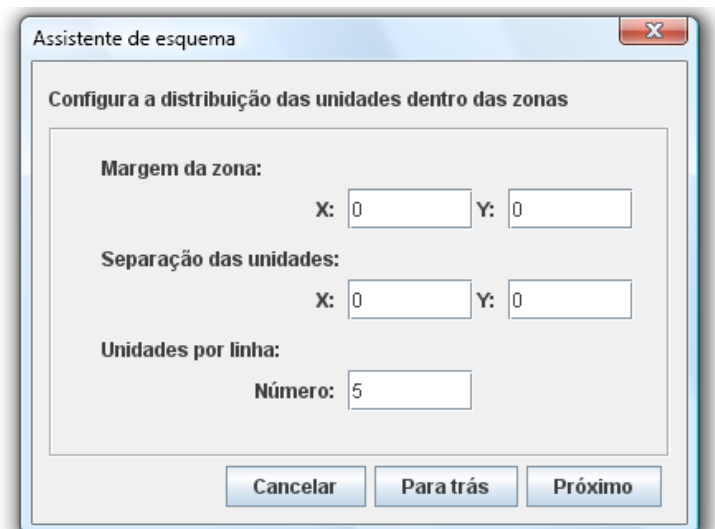 Assistente de esquema
Configura a distribuição das unidades dentro das zonas
Margem da zona:
X: 0 Y: 0
Separação das unidades:
X: 0 Y: 0
Unidades por linha:
Número: 5
Cancelar Para trás Próximo